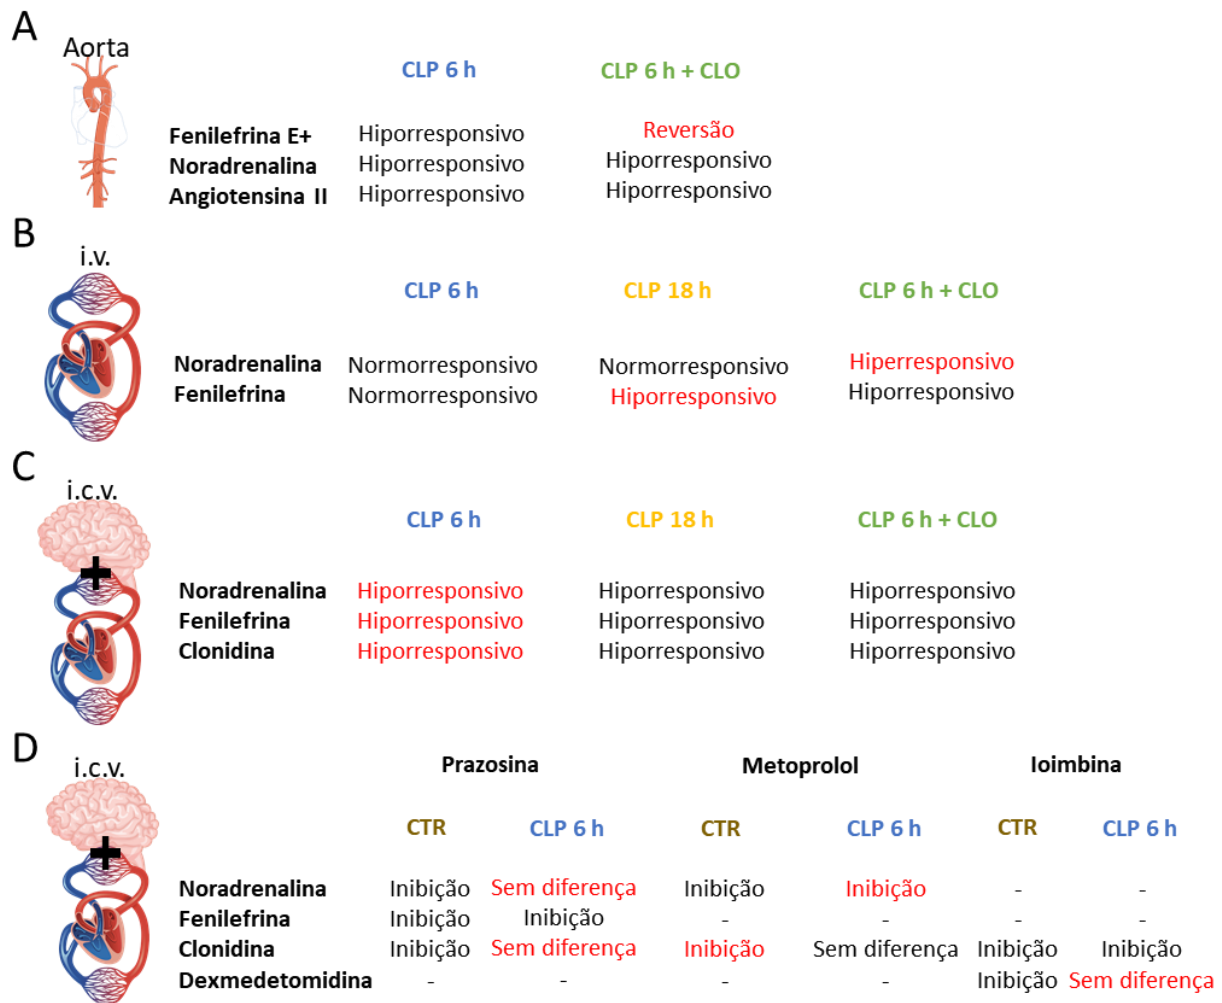 A
Aorta
CLP 6 h CLP 6 h + CLO
Fenilefrina E+ Hiporresponsivo Reversão
Noradrenalina Hiporresponsivo Hiporresponsivo
Angiotensina II Hiporresponsivo Hiporresponsivo
B
i.v.
CLP 6 h CLP 18 h CLP 6 h + CLO
Noradrenalina Normorresponsivo Normorresponsivo Hiperresponsivo
Fenilefrina Normorresponsivo Hiporresponsivo Hiporresponsivo
C
i.c.v.
CLP 6 h CLP 18 h CLP 6 h + CLO
Noradrenalina Hiporresponsivo Hiporresponsivo Hiporresponsivo
Fenilefrina Hiporresponsivo Hiporresponsivo Hiporresponsivo
Clonidina Hiporresponsivo Hiporresponsivo Hiporresponsivo
D
i.c.v.
Prazosina Metoprolol Ioimbina
CTR CLP 6 h CTR CLP 6 h CTR CLP 6 h
Noradrenalina Inibição Sem diferença Inibição Inibição - -
Fenilefrina Inibição Inibição - - - -
Clonidina Inibição Sem diferença Inibição Sem diferença Inibição Inibição
Dexmedetomidina - - - - Inibição Sem diferença